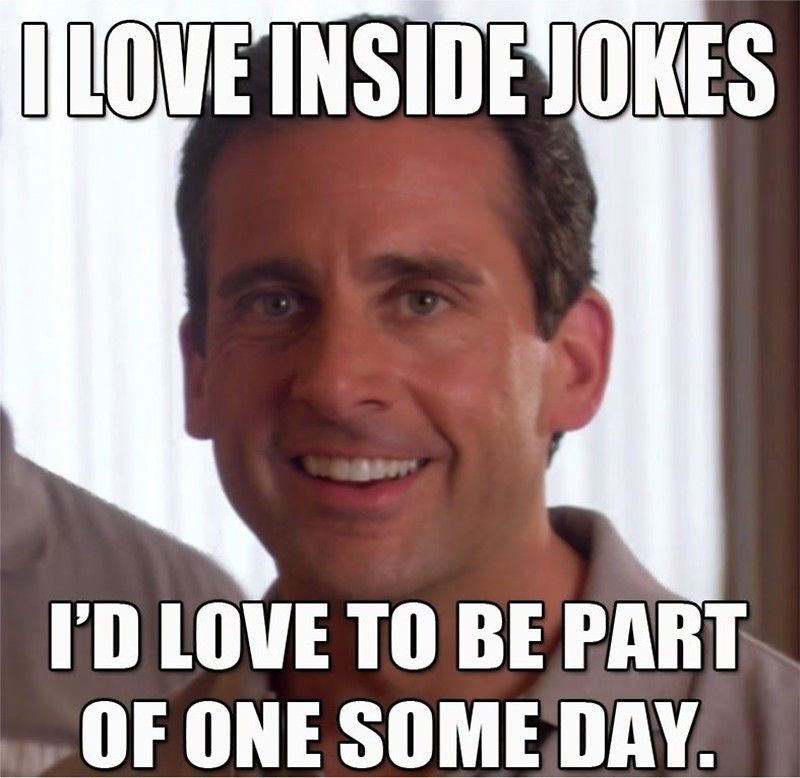 I LOVE INSIDE JOKES
I'D LOVE TO BE PART
OF ONE SOME DAY.